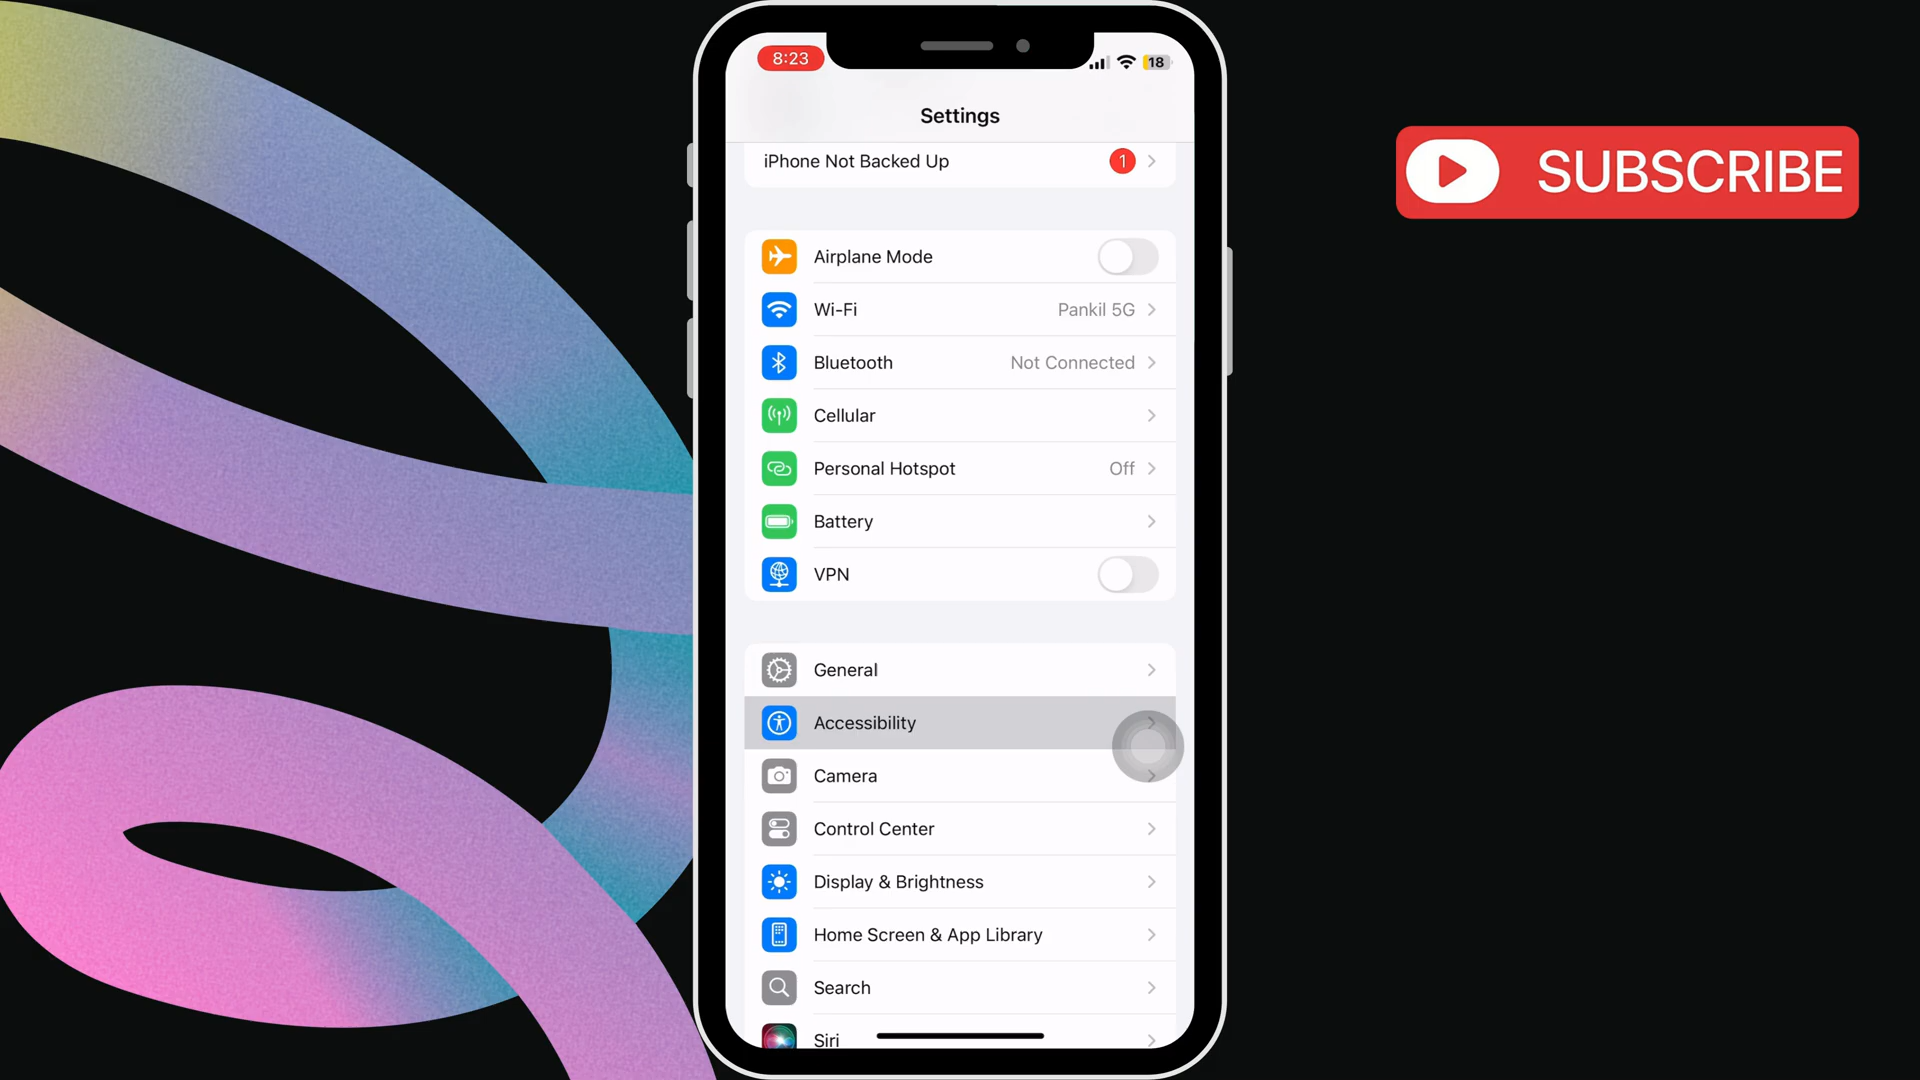 8:23
18
Settings
iPhone Not Backed Up 1
SUBSCRIBE
Airplane Mode
Wi-Fi Pankil 5G
Bluetooth Not Connected
Cellular
Personal Hotspot Off
Battery
VPN
General
Accessibility
Camera
Control Center
Display & Brightness
Home Screen & App Library
Search
Siri